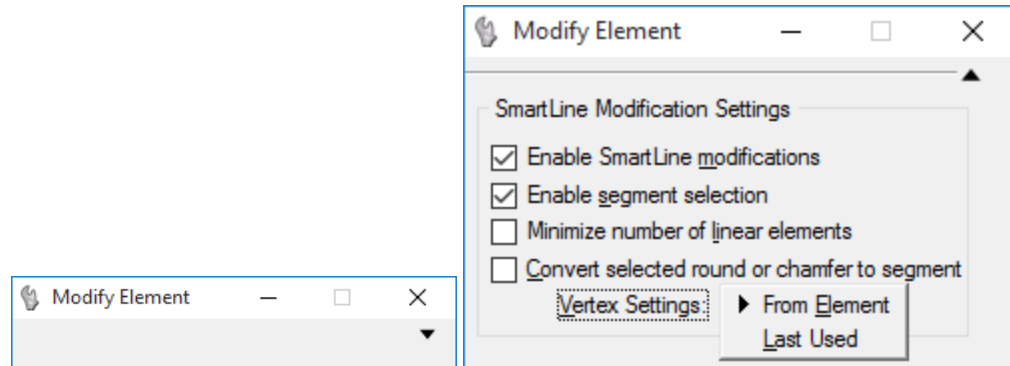 Modify Element
SmartLine Modification Settings
Enable SmartLine modifications
Enable segment selection
Minimize number of linear elements
Convert selected round or chamfer to segment
Vertex Settings: From Element
Last Used
Modify Element